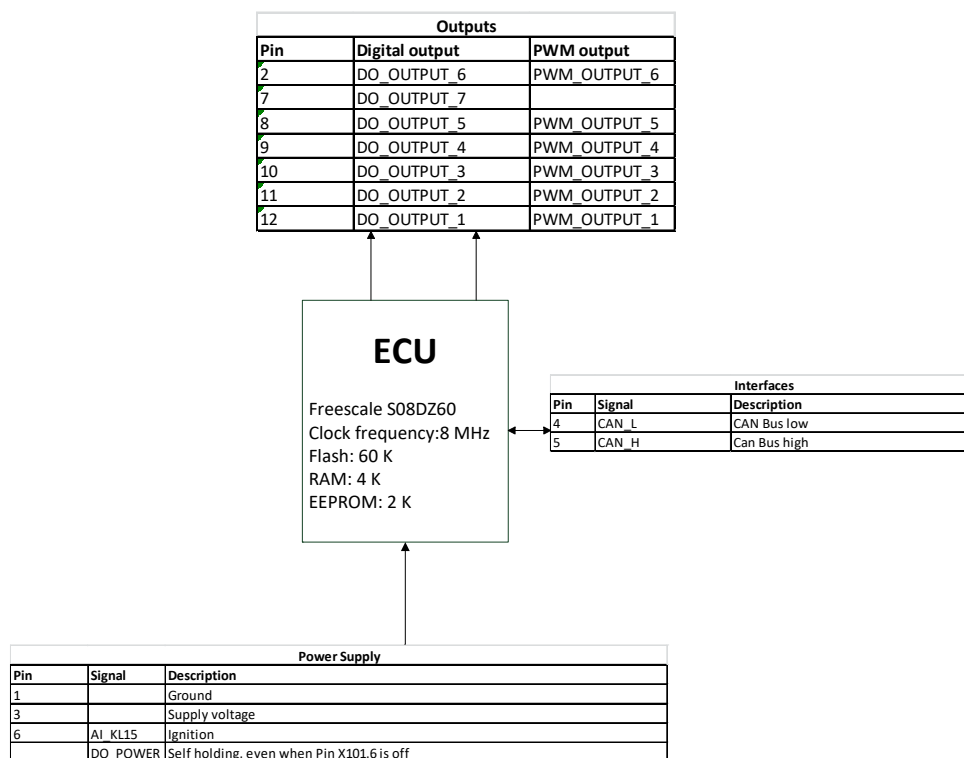 Outputs
Pin Digital output PWM output
2 DO_OUTPUT_6 PWM_OUTPUT_6
7 DO_OUTPUT_7
8 DO_OUTPUT_5 PWM_OUTPUT_5
9 DO_OUTPUT_4 PWM_OUTPUT_4
10 DO_OUTPUT_3 PWM_OUTPUT_3
11 DO_OUTPUT_2 PWM_OUTPUT_2
12 DO_OUTPUT_1 PWM_OUTPUT_1
ECU
Freescale S08DZ60
Clock frequency:8 MHz
Flash: 60 K
RAM: 4 K
EEPROM: 2 K
Interfaces
Pin Signal Description
4 CAN_L CAN Bus low
5 CAN_H Can Bus high
Power Supply
Pin Signal Description
1 Ground
3 Supply voltage
6 AI_KL15 Ignition
DO_POWER Self holding, even when Pin X101.6 is off